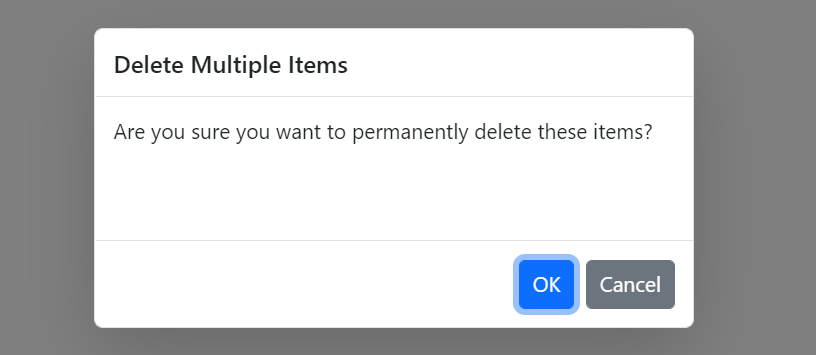 Delete Multiple Items
Are you sure you want to permanently delete these items?
OK Cancel